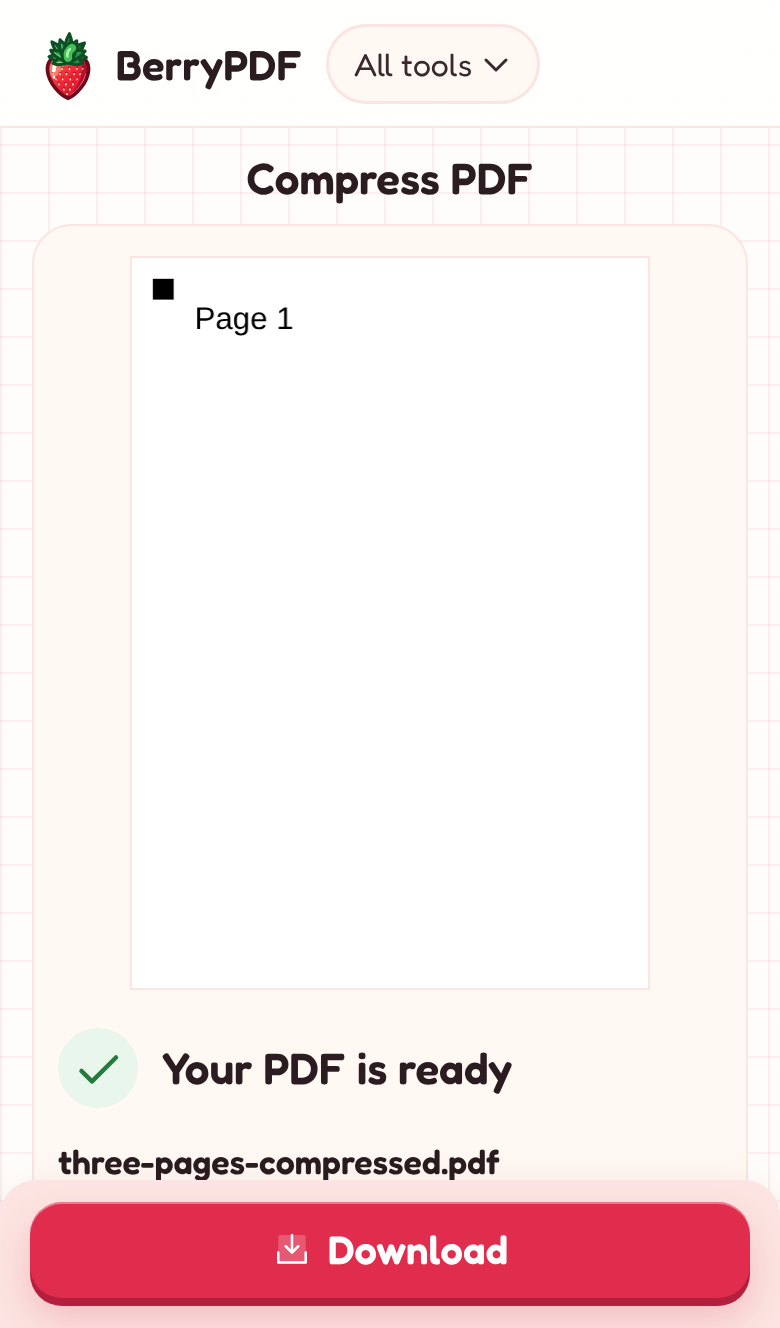 BerryPDF
All tools
Compress PDF
Page 1
Your PDF is ready
three-pages-compressed.pdf
Download